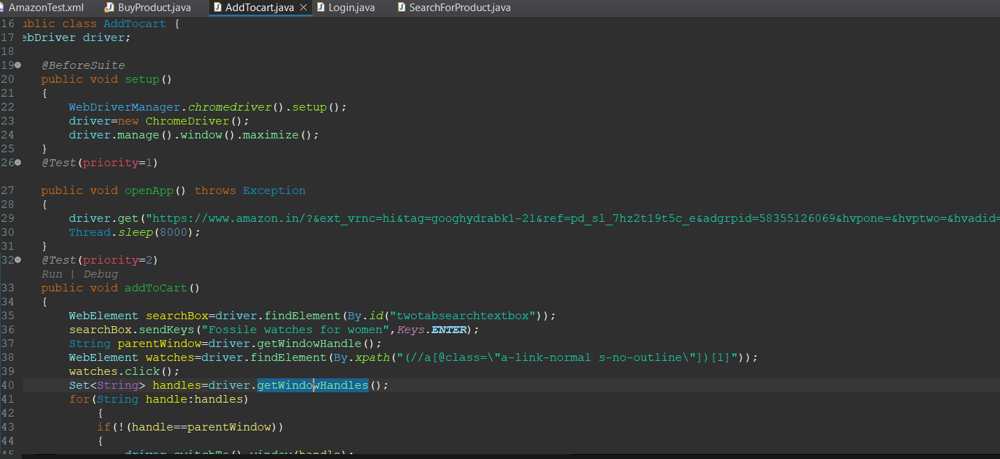 AmazonTest.xml BuyProduct.java AddTocart.java Login.java SearchForProduct.java
16 ublic class AddTocart {
17 ebDriver driver;
18
19 @BeforeSuite
20 public void setup()
21 {
22 WebDriverManager.chromedriver().setup();
23 driver=new ChromeDriver();
24 driver.manage().window().maximize();
25 }
26 @Test(priority=1)
27 public void openApp() throws Exception
28 {
29 driver.get("https://www.amazon.in/?&ext_vrnc=hi&tag=googhydrabk1-21&ref=pd_sl_7hz2t19t5c_e&adgrpid=58355126069&hvpone=&hvptwo=&hvadid=
30 Thread.sleep(8000);
31 }
32 @Test(priority=2)
Run | Debug
33 public void addToCart()
34 {
35 WebElement searchBox=driver.findElement(By.id("twotabsearchtextbox"));
36 searchBox.sendKeys("Fossile watches for women",Keys.ENTER);
37 String parentWindow=driver.getWindowHandle();
38 WebElement watches=driver.findElement(By.xpath("(//a[@class=\"a-link-normal s-no-outline\"])[1]"));
39 watches.click();
40 Set<String> handles=driver.getWindowHandles();
41 for(String handle:handles)
42 {
43 if(!(handle==parentWindow))
44 {
45 driver.switchTo().window(handle);